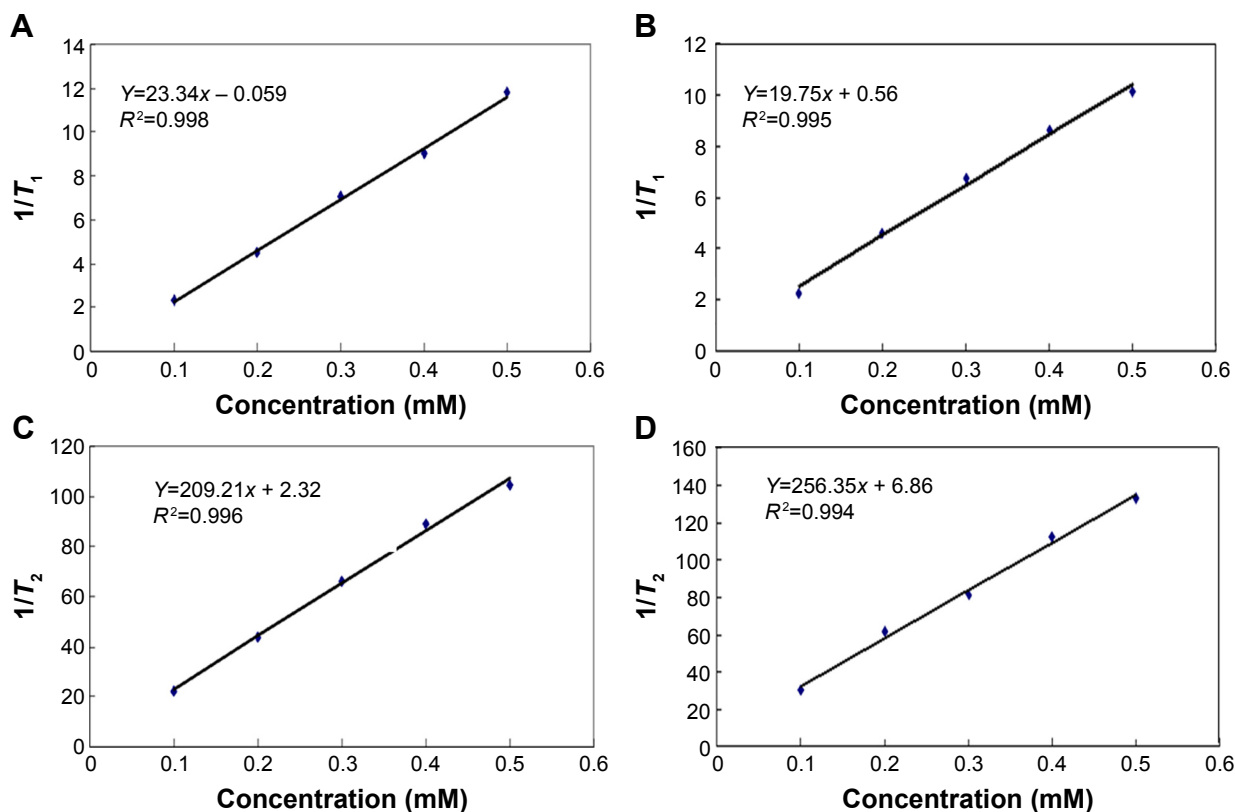 A
14
12
10
8
6
4
2
0
Y=23.34x – 0.059
R²=0.998
1/T₁
0 0.1 0.2 0.3 0.4 0.5 0.6
Concentration (mM)
B
12
10
8
6
4
2
0
Y=19.75x + 0.56
R²=0.995
1/T₁
0 0.1 0.2 0.3 0.4 0.5 0.6
Concentration (mM)
C
120
100
80
60
40
20
0
Y=209.21x + 2.32
R²=0.996
1/T₂
0 0.1 0.2 0.3 0.4 0.5 0.6
Concentration (mM)
D
160
140
120
100
80
60
40
20
0
Y=256.35x + 6.86
R²=0.994
1/T₂
0 0.1 0.2 0.3 0.4 0.5 0.6
Concentration (mM)